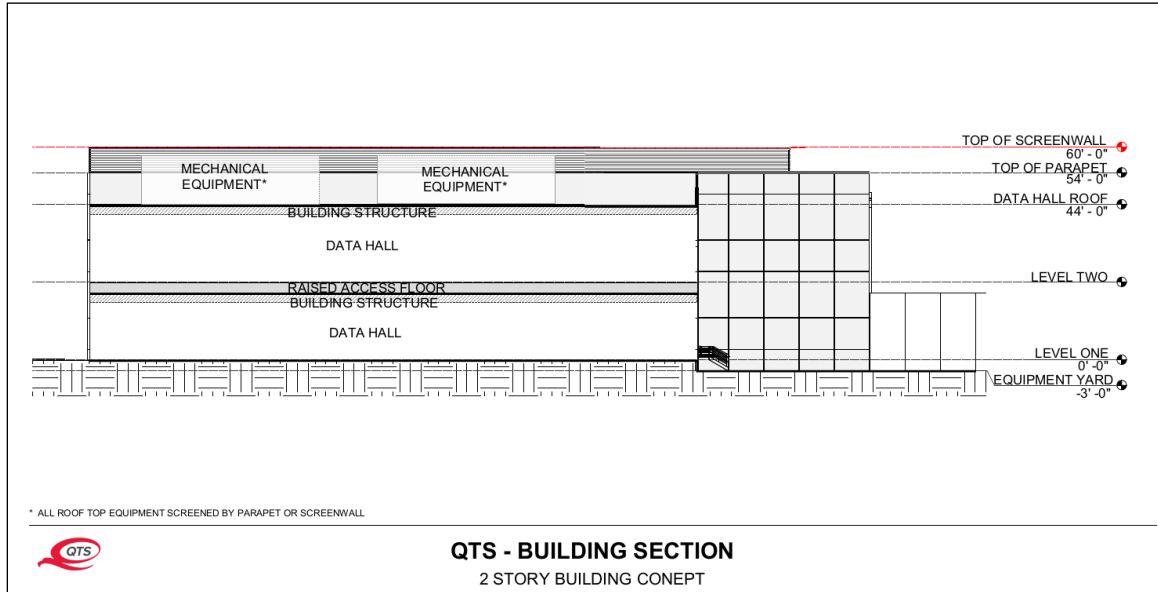 TOP OF SCREENWALL
60' - 0"
TOP OF PARAPET
54' - 0"
DATA HALL ROOF
44' - 0"
LEVEL TWO
LEVEL ONE
0' -0"
EQUIPMENT YARD
-3' -0"
MECHANICAL
EQUIPMENT*
MECHANICAL
EQUIPMENT*
BUILDING STRUCTURE
DATA HALL
RAISED ACCESS FLOOR
BUILDING STRUCTURE
DATA HALL
* ALL ROOF TOP EQUIPMENT SCREENED BY PARAPET OR SCREENWALL
QTS
QTS - BUILDING SECTION
2 STORY BUILDING CONEPT